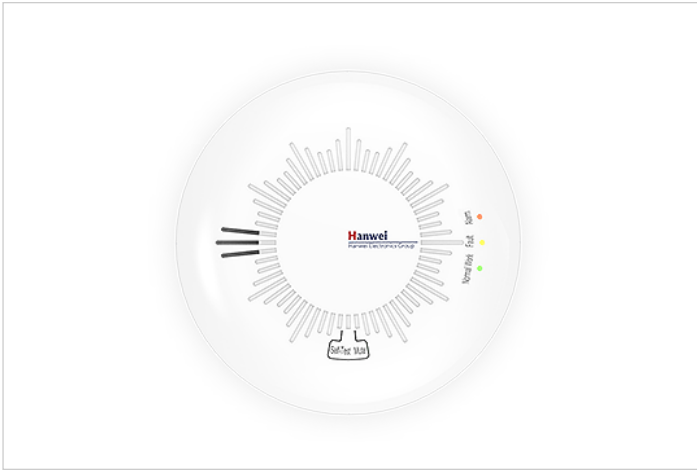 Hanwei
Hanwei Electronics Group
Alarm
Fault
Normal Work
Self-Test Mute